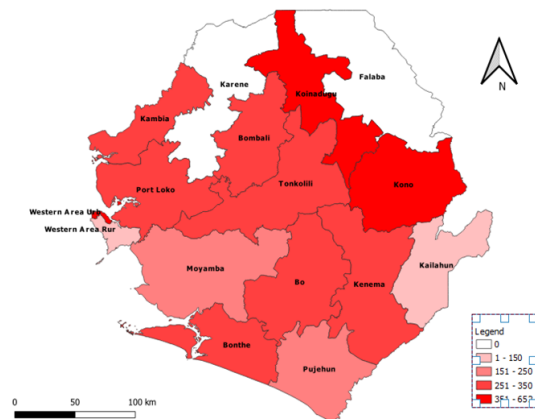 Karene
Falaba
N
Koinadugu
Kambia
Bombali
Port Loko
Tonkolili
Kono
Western Area Urb
Western Area Rur
Moyamba
Kailahun
Bo
Kenema
Bonthe
Pujehun
Legend
0
1 - 150
151 - 250
251 - 350
0 50 100 km